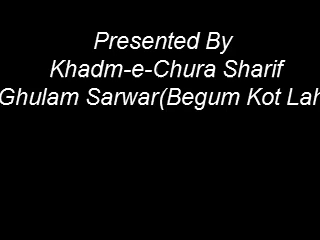 Presented By
Khadm-e-Chura Sharif
Ghulam Sarwar(Begum Kot Lah